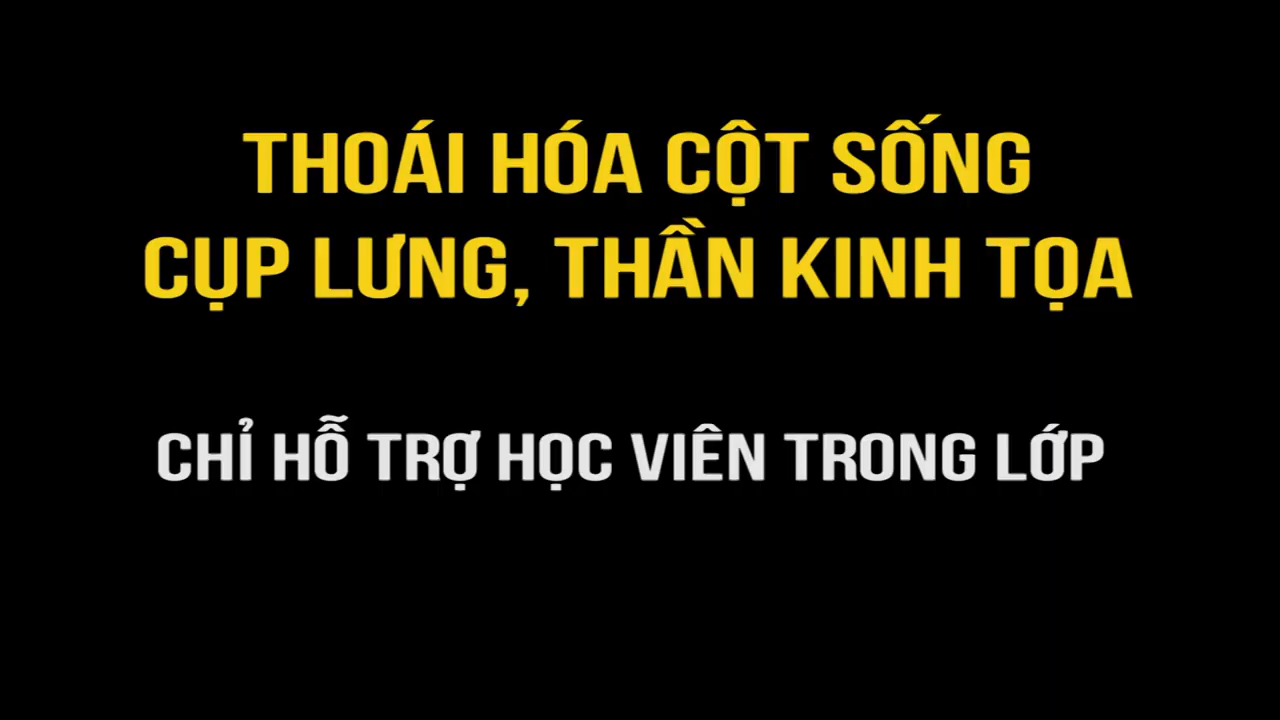 THOÁI HÓA CỘT SỐNG
CỤP LƯNG, THẦN KINH TỌA
CHỈ HỖ TRỢ HỌC VIÊN TRONG LỚP